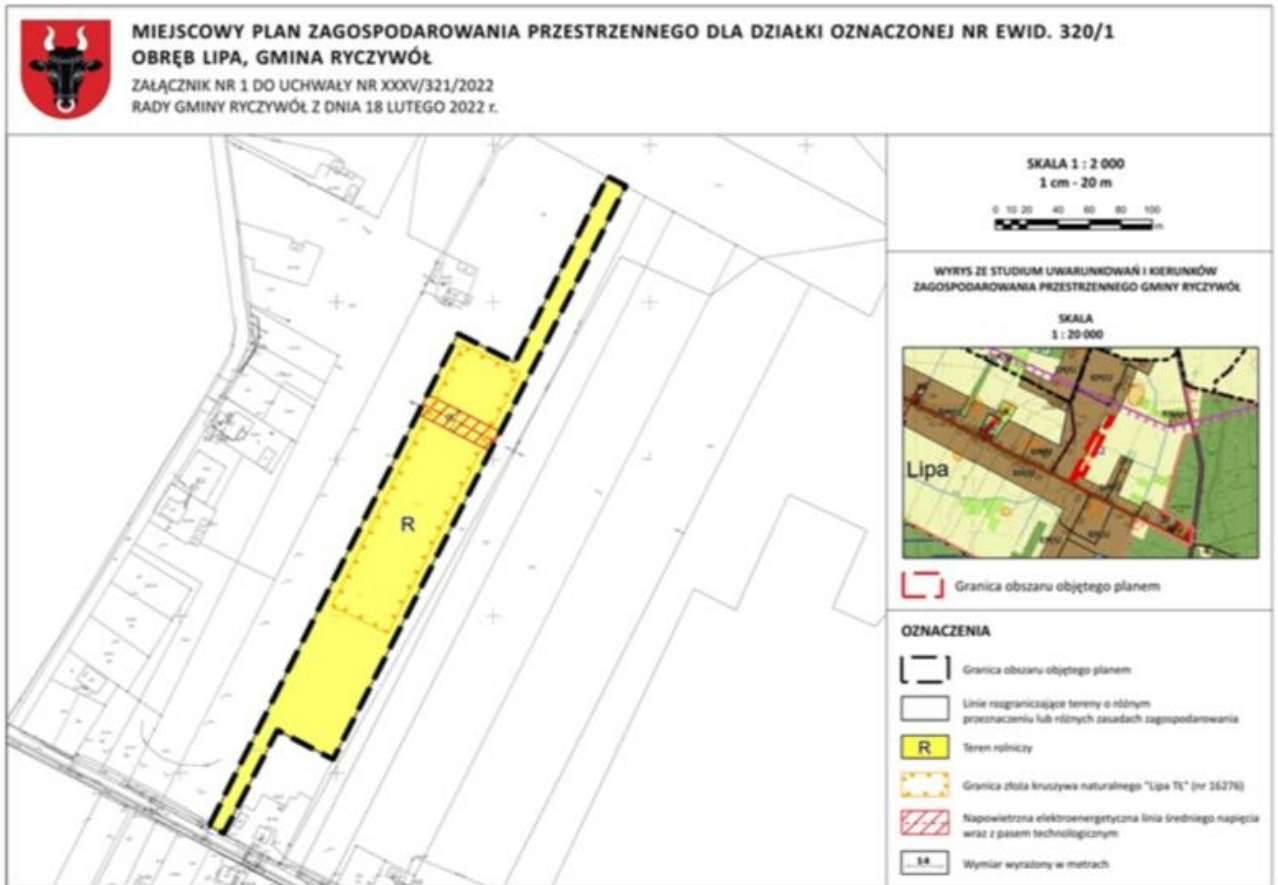 MIEJSCOWY PLAN ZAGOSPODAROWANIA PRZESTRZENNEGO DLA DZIAŁKI OZNACZONEJ NR EWID. 320/1
OBRĘB LIPA, GMINA RYCZYWÓŁ
ZAŁĄCZNIK NR 1 DO UCHWAŁY NR XXXV/321/2022
RADY GMINY RYCZYWÓŁ Z DNIA 18 LUTEGO 2022 r.
SKALA 1 : 2 000
1 cm - 20 m
0 10 20 40 60 80 100
m
WYRYS ZE STUDIUM UWARUNKOWAŃ I KIERUNKÓW
ZAGOSPODAROWANIA PRZESTRZENNEGO GMINY RYCZYWÓŁ
SKALA
1 : 20 000
Lipa
Granica obszaru objętego planem
R
OZNACZENIA
Granica obszaru objętego planem
Linie rozgraniczające tereny o różnym
przeznaczeniu lub różnych zasadach zagospodarowania
R Teren rolniczy
Granica złoża kruszywa naturalnego "Lipa TŁ" (nr 16276)
Napowietrzna elektroenergetyczna linia średniego napięcia
wraz z pasem technologicznym
14 Wymiar wyrażony w metrach